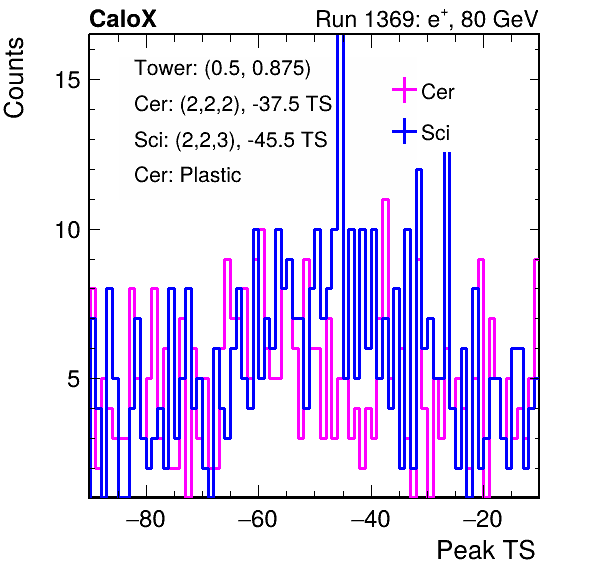 CaloX Run 1369: e⁺, 80 GeV
Counts
Tower: (0.5, 0.875)
Cer: (2,2,2), -37.5 TS
Sci: (2,2,3), -45.5 TS
Cer: Plastic
Cer
Sci
15
10
5
−80 −60 −40 −20
Peak TS